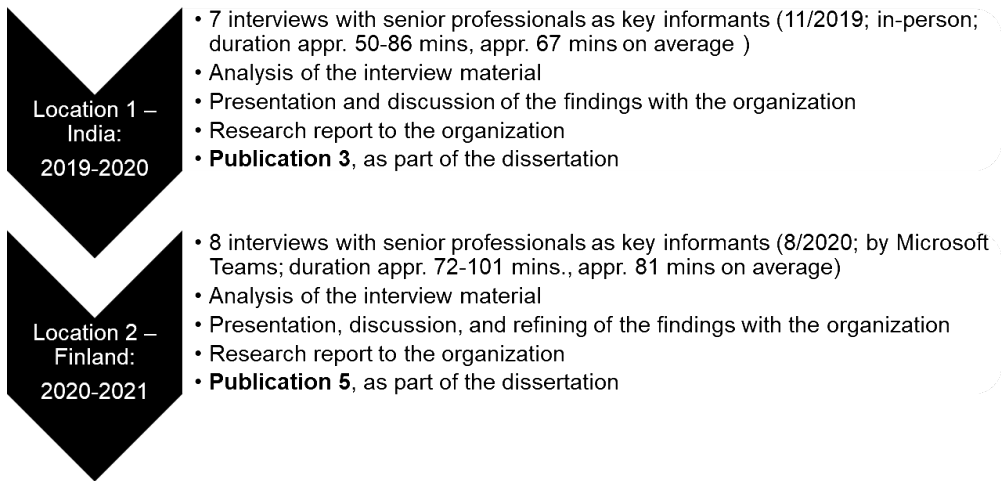 Location 1 –
India:
2019-2020
• 7 interviews with senior professionals as key informants (11/2019; in-person;
duration appr. 50-86 mins, appr. 67 mins on average )
• Analysis of the interview material
• Presentation and discussion of the findings with the organization
• Research report to the organization
• Publication 3, as part of the dissertation
Location 2 –
Finland:
2020-2021
• 8 interviews with senior professionals as key informants (8/2020; by Microsoft
Teams; duration appr. 72-101 mins., appr. 81 mins on average)
• Analysis of the interview material
• Presentation, discussion, and refining of the findings with the organization
• Research report to the organization
• Publication 5, as part of the dissertation